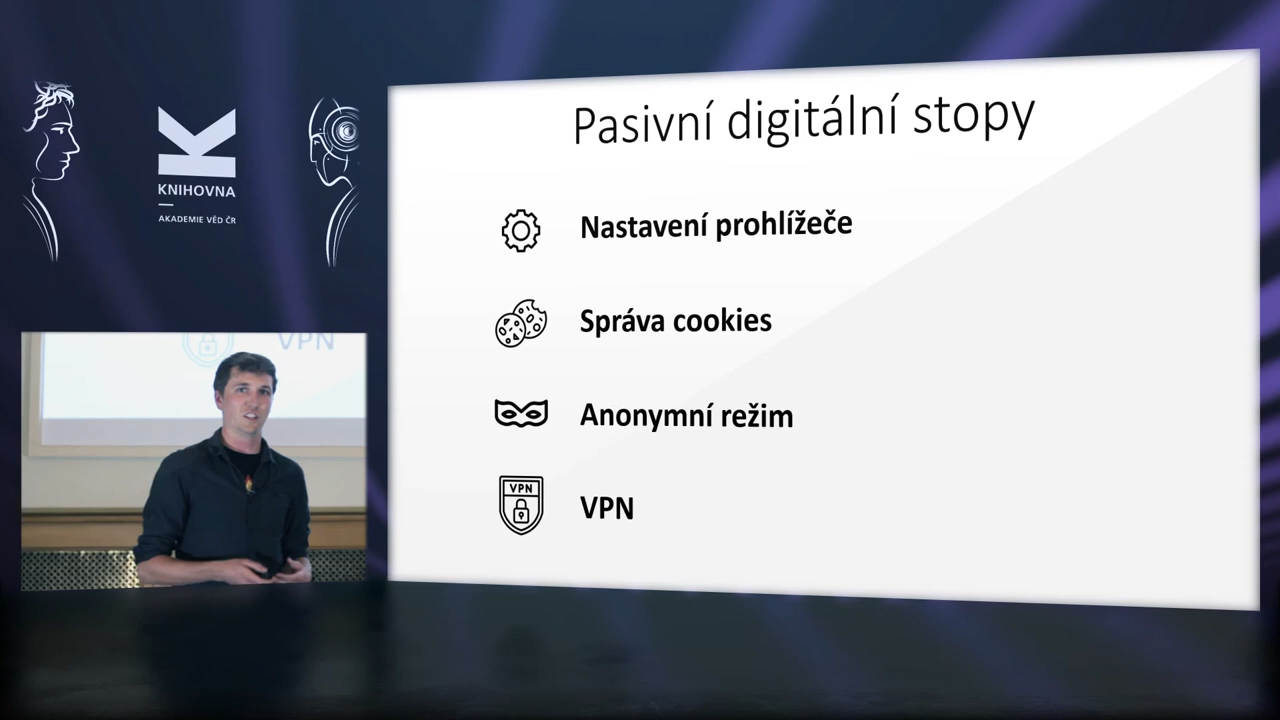 KNIHOVNA
AKADEMIE VĚD ČR
Pasivní digitální stopy
Nastavení prohlížeče
Správa cookies
Anonymní režim
VPN
VPN
VPN